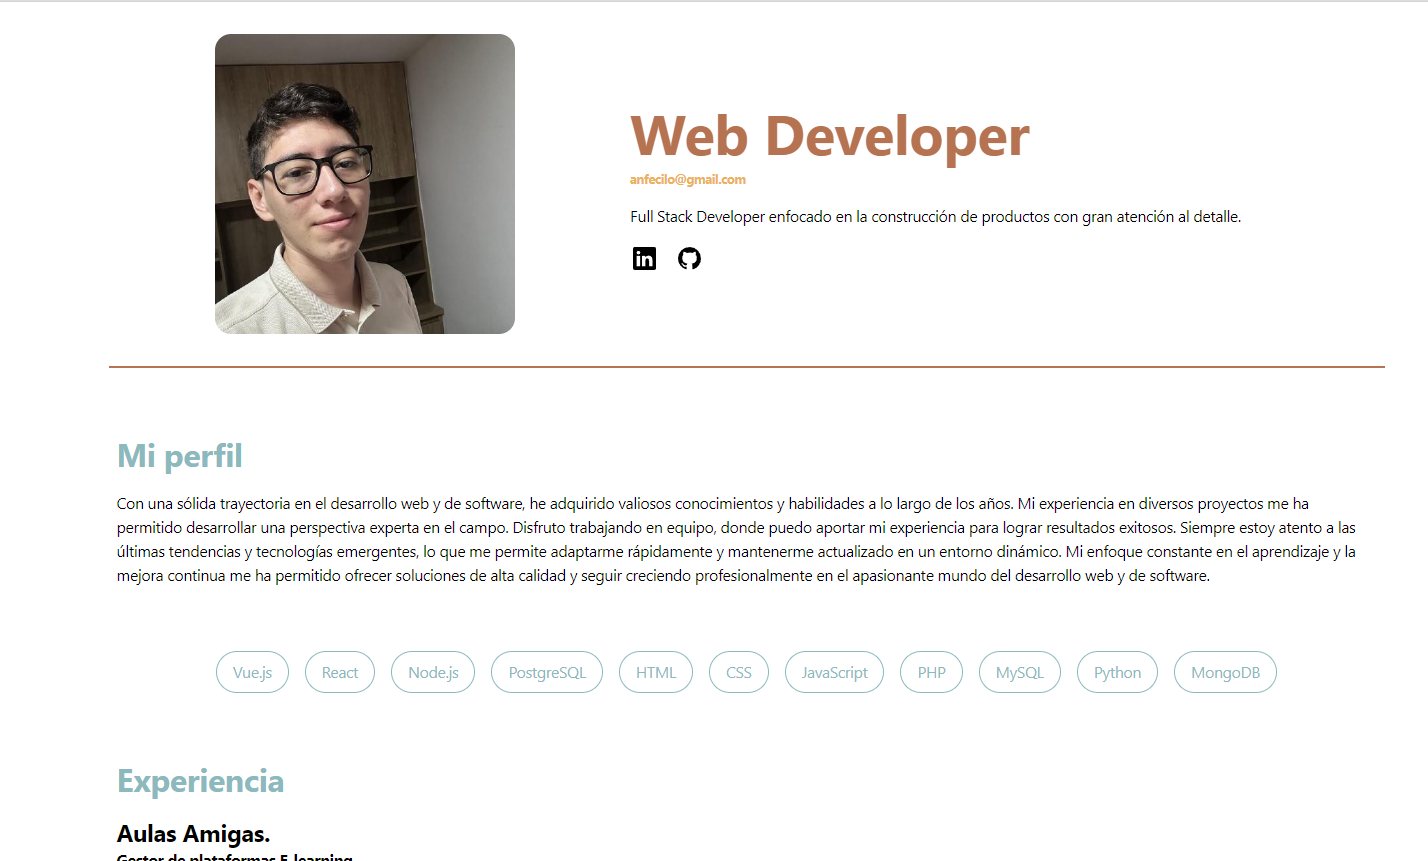 Web Developer
anfecilo@gmail.com
Full Stack Developer enfocado en la construcción de productos con gran atención al detalle.
in
Mi perfil
Con una sólida trayectoria en el desarrollo web y de software, he adquirido valiosos conocimientos y habilidades a lo largo de los años. Mi experiencia en diversos proyectos me ha
permitido desarrollar una perspectiva experta en el campo. Disfruto trabajando en equipo, donde puedo aportar mi experiencia para lograr resultados exitosos. Siempre estoy atento a las
últimas tendencias y tecnologías emergentes, lo que me permite adaptarme rápidamente y mantenerme actualizado en un entorno dinámico. Mi enfoque constante en el aprendizaje y la
mejora continua me ha permitido ofrecer soluciones de alta calidad y seguir creciendo profesionalmente en el apasionante mundo del desarrollo web y de software.
Vue.js React Node.js PostgreSQL HTML CSS JavaScript PHP MySQL Python MongoDB
Experiencia
Aulas Amigas.
Gestor de plataformas E-learning